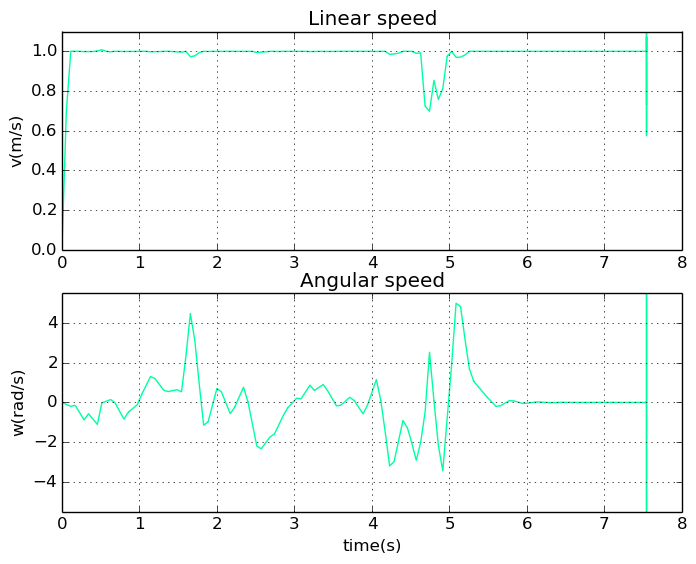 Linear speed
v(m/s)
1.0
0.8
0.6
0.4
0.2
0.0
0 1 2 3 4 5 6 7 8
Angular speed
w(rad/s)
4
2
0
−2
−4
0 1 2 3 4 5 6 7 8
time(s)